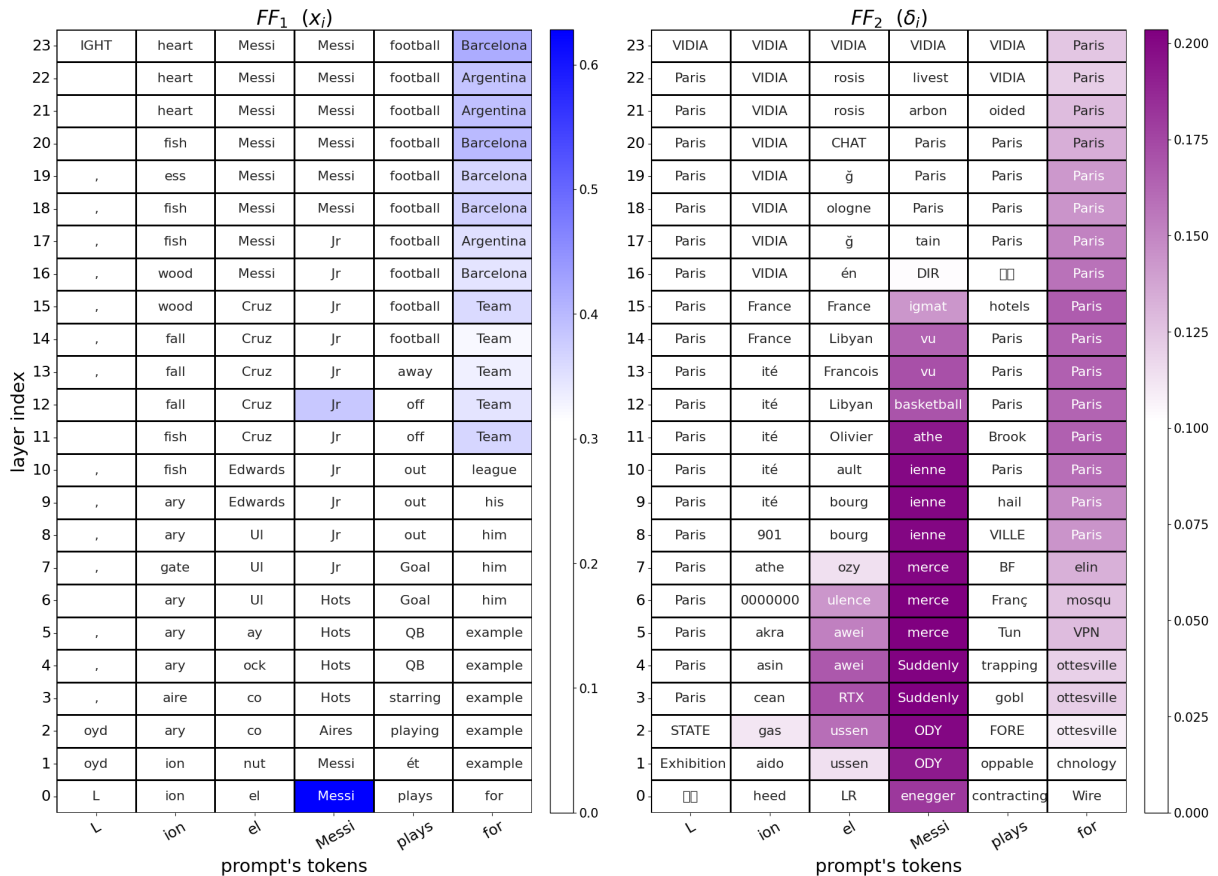 FF1 (xi) FF2 (δi)
23 IGHT heart Messi Messi football Barcelona 23 VIDIA VIDIA VIDIA VIDIA VIDIA Paris 0.200
22 heart Messi Messi football Argentina 0.6 22 Paris VIDIA rosis livest VIDIA Paris
21 heart Messi Messi football Argentina 21 Paris VIDIA rosis arbon oided Paris 0.175
20 fish Messi Messi football Barcelona 20 Paris VIDIA CHAT Paris Paris Paris
19 , ess Messi Messi football Barcelona 0.5 19 Paris VIDIA ğ Paris Paris Paris
18 , fish Messi Messi football Barcelona 18 Paris VIDIA ologne Paris Paris Paris 0.150
17 , fish Messi Jr football Argentina 17 Paris VIDIA ğ tain Paris Paris
16 , wood Messi Jr football Barcelona 16 Paris VIDIA én DIR Paris
15 , wood Cruz Jr football Team 0.4 15 Paris France France igmat hotels Paris 0.125
14 , fall Cruz Jr football Team 14 Paris France Libyan vu Paris Paris
13 , fall Cruz Jr away Team 13 Paris ité Francois vu Paris Paris
12 fall Cruz Jr off Team 12 Paris ité Libyan basketball Paris Paris
11 fish Cruz Jr off Team 0.3 11 Paris ité Olivier athe Brook Paris 0.100
10 , fish Edwards Jr out league 10 Paris ité ault ienne Paris Paris
9 , ary Edwards Jr out his 9 Paris ité bourg ienne hail Paris
8 , ary UI Jr out him 8 Paris 901 bourg ienne VILLE Paris 0.075
7 , gate UI Jr Goal him 0.2 7 Paris athe ozy merce BF elin
6 ary UI Hots Goal him 6 Paris 0000000 ulence merce Franç mosqu
5 , ary ay Hots QB example 5 Paris akra awei merce Tun VPN 0.050
4 , ary ock Hots QB example 4 Paris asin awei Suddenly trapping ottesville
3 , aire co Hots starring example 0.1 3 Paris cean RTX Suddenly gobl ottesville
2 oyd ary co Aires playing example 2 STATE gas ussen ODY FORE ottesville 0.025
1 oyd ion nut Messi ét example 1 Exhibition aido ussen ODY oppable chnology
0 L ion el Messi plays for 0.0 0 heed LR enegger contracting Wire 0.000
layer index
L ion el Messi plays for L ion el Messi plays for
prompt's tokens prompt's tokens